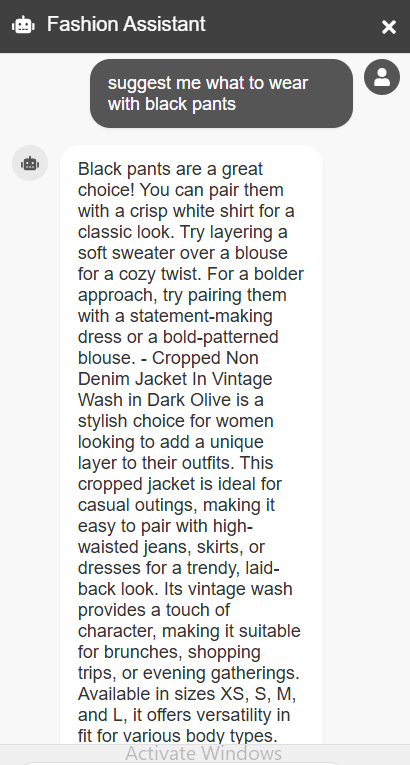 Fashion Assistant
suggest me what to wear
with black pants
Black pants are a great
choice! You can pair them
with a crisp white shirt for a
classic look. Try layering a
soft sweater over a blouse
for a cozy twist. For a bolder
approach, try pairing them
with a statement-making
dress or a bold-patterned
blouse. - Cropped Non
Denim Jacket In Vintage
Wash in Dark Olive is a
stylish choice for women
looking to add a unique
layer to their outfits. This
cropped jacket is ideal for
casual outings, making it
easy to pair with high-
waisted jeans, skirts, or
dresses for a trendy, laid-
back look. Its vintage wash
provides a touch of
character, making it suitable
for brunches, shopping
trips, or evening gatherings.
Available in sizes XS, S, M,
and L, it offers versatility in
fit for various body types.
Activate Windows